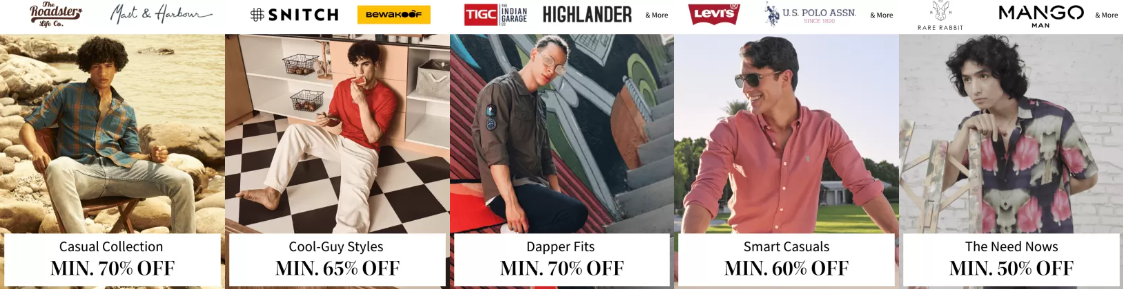 The Roadster Life Co.
Mast & Harbour
SNITCH
BEWAKOOF
TIGC THE INDIAN GARAGE CO
HIGHLANDER
& More
LEVI'S
U.S. POLO ASSN.
SINCE 1890
& More
RARE RABBIT
MANGO
MAN
& More
Casual Collection
MIN. 70% OFF
Cool-Guy Styles
MIN. 65% OFF
Dapper Fits
MIN. 70% OFF
Smart Casuals
MIN. 60% OFF
The Need Nows
MIN. 50% OFF